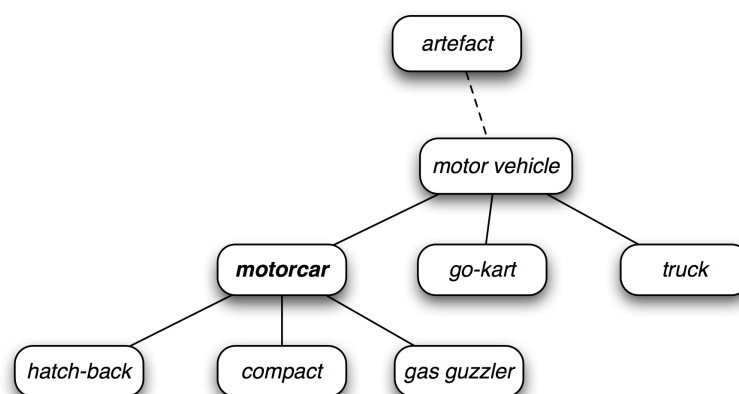 artefact
motor vehicle
motorcar
go-kart
truck
hatch-back
compact
gas guzzler